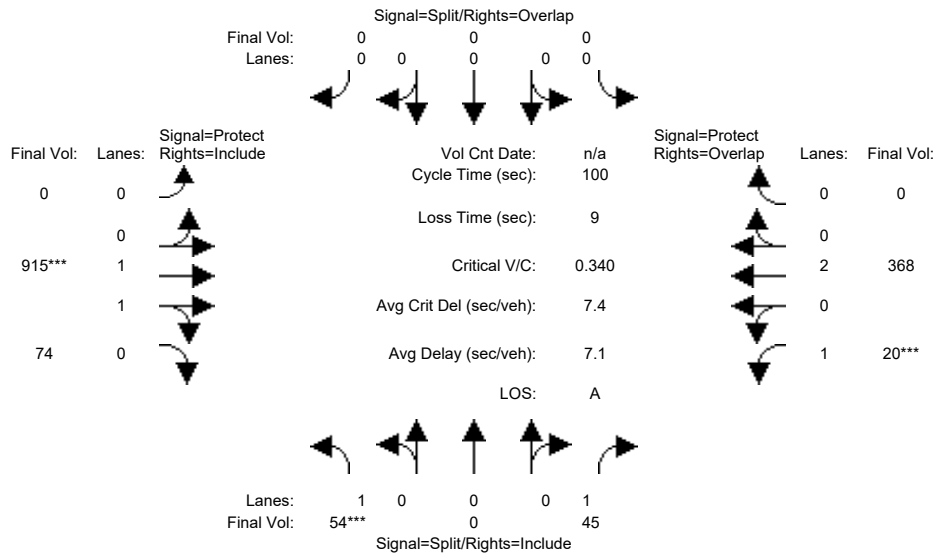 Signal=Split/Rights=Overlap
Final Vol: 0 0 0
Lanes: 0 0 0 0 0
Signal=Protect Signal=Protect
Final Vol: Lanes: Rights=Include Vol Cnt Date: n/a Rights=Overlap Lanes: Final Vol:
Cycle Time (sec): 100
0 0 0 0
Loss Time (sec): 9
0 0
915*** 1 Critical V/C: 0.340 2 368
1 Avg Crit Del (sec/veh): 7.4 0
74 0 Avg Delay (sec/veh): 7.1 1 20***
LOS: A
Lanes: 1 0 0 0 1
Final Vol: 54*** 0 45
Signal=Split/Rights=Include